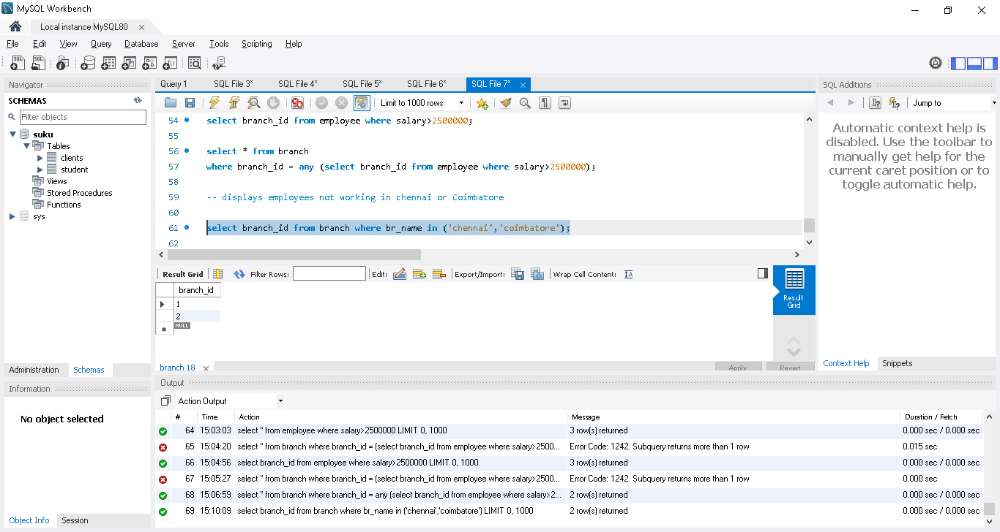 MySQL Workbench
Local instance MySQL80
File Edit View Query Database Server Tools Scripting Help
Navigator
SCHEMAS
Filter objects
suku
Tables
clients
student
Views
Stored Procedures
Functions
sys
Administration Schemas
Information
No object selected
Object Info Session
Query 1 SQL File 3* SQL File 4* SQL File 5* SQL File 6* SQL File 7*
Limit to 1000 rows
54 select branch_id from employee where salary>2500000;
55
56 select * from branch
57 where branch_id = any (select branch_id from employee where salary>2500000);
58
59 -- displays employees not working in chennai or Coimbatore
60
61 select branch_id from branch where br_name in ('chennai','coimbatore');
62
Result Grid Filter Rows: Edit: Export/Import: Wrap Cell Content:
branch_id
1
2
NULL
Result
Grid
branch 18 Apply Revert
SQL Additions
Jump to
Automatic context help is
disabled. Use the toolbar to
manually get help for the
current caret position or to
toggle automatic help.
Context Help Snippets
Output
Action Output
# Time Action Message Duration / Fetch
64 15:03:03 select * from employee where salary>2500000 LIMIT 0, 1000 3 row(s) returned 0.000 sec / 0.000 sec
65 15:04:20 select * from branch where branch_id = (select branch_id from employee where salary>2500... Error Code: 1242. Subquery returns more than 1 row 0.015 sec
66 15:04:56 select branch_id from employee where salary>2500000 LIMIT 0, 1000 3 row(s) returned 0.000 sec / 0.000 sec
67 15:05:27 select * from branch where branch_id = (select branch_id from employee where salary>2500... Error Code: 1242. Subquery returns more than 1 row 0.000 sec
68 15:06:59 select * from branch where branch_id = any (select branch_id from employee where salary>2... 2 row(s) returned 0.000 sec / 0.000 sec
69 15:10:09 select branch_id from branch where br_name in ('chennai','coimbatore') LIMIT 0, 1000 2 row(s) returned 0.000 sec / 0.000 sec